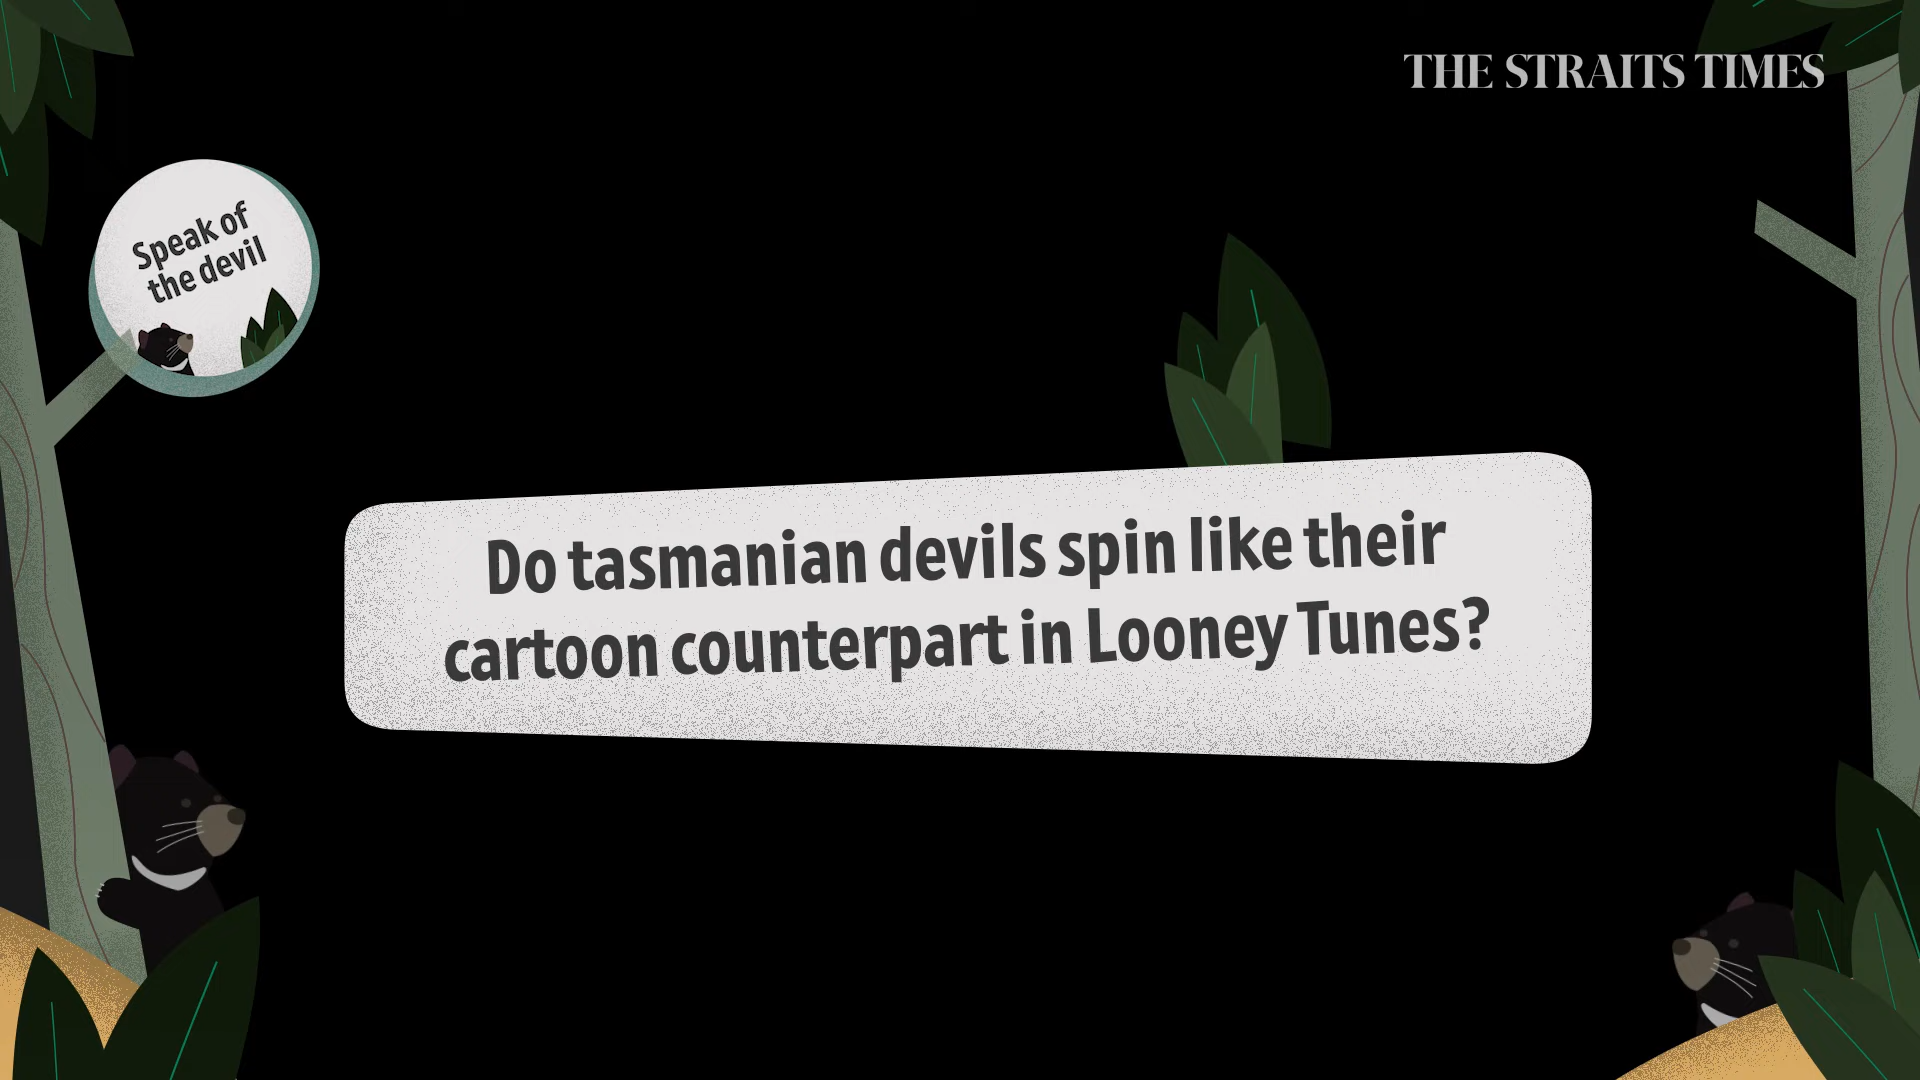 THE STRAITS TIMES
Speak of
the devil
Do tasmanian devils spin like their
cartoon counterpart in Looney Tunes?